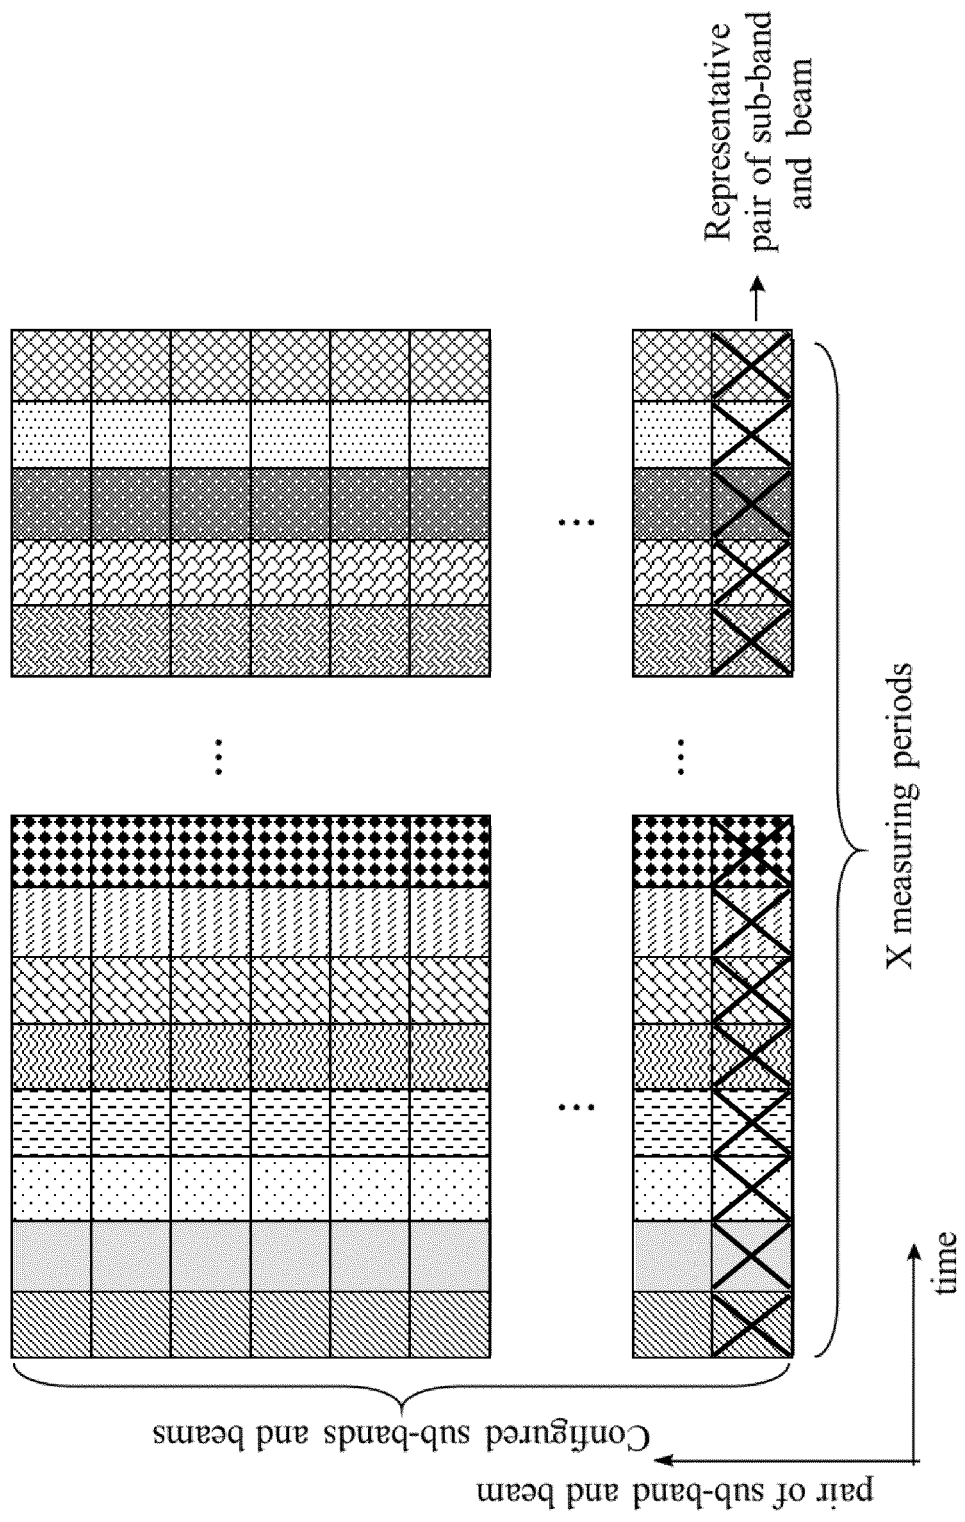 Configured sub-bands and beams
pair of sub-band and beam
...
...
...
...
Representative
pair of sub-band
and beam
X measuring periods
time